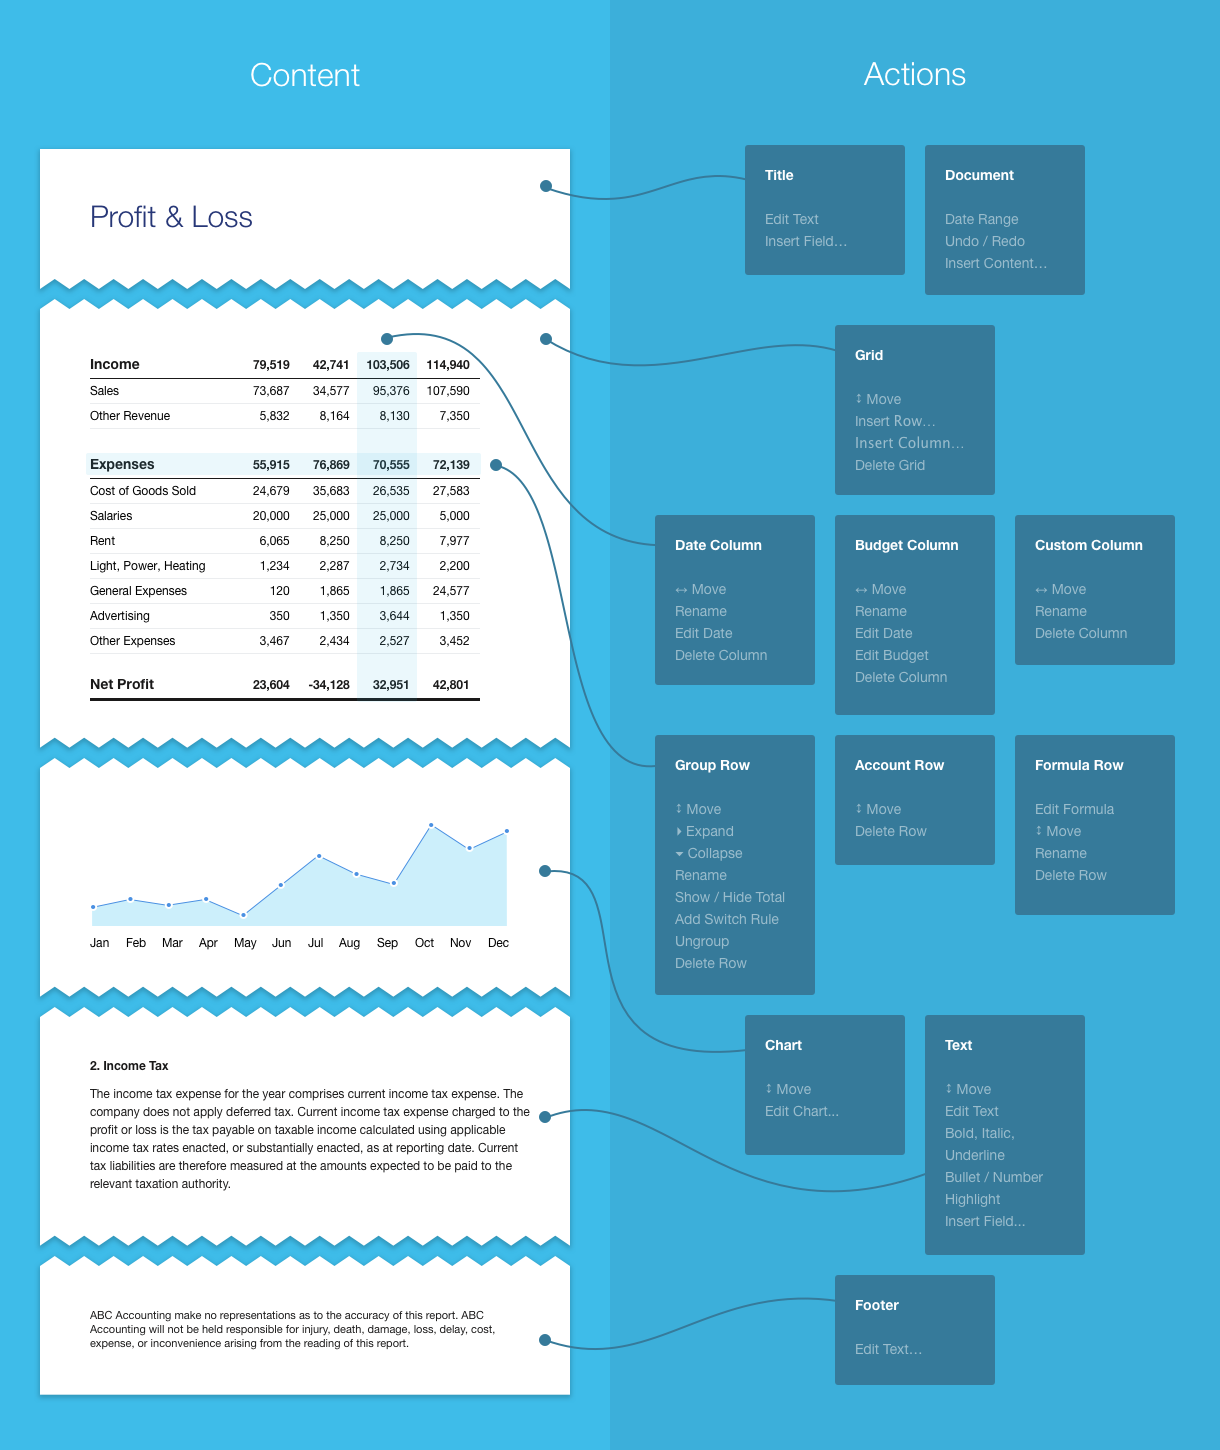 Content
Profit & Loss
Income 79,519 42,741 103,506 114,940
Sales 73,687 34,577 95,376 107,590
Other Revenue 5,832 8,164 8,130 7,350
Expenses 55,915 76,869 70,555 72,139
Cost of Goods Sold 24,679 35,683 26,535 27,583
Salaries 20,000 25,000 25,000 5,000
Rent 6,065 8,250 8,250 7,977
Light, Power, Heating 1,234 2,287 2,734 2,200
General Expenses 120 1,865 1,865 24,577
Advertising 350 1,350 3,644 1,350
Other Expenses 3,467 2,434 2,527 3,452
Net Profit 23,604 -34,128 32,951 42,801
Jan Feb Mar Apr May Jun Jul Aug Sep Oct Nov Dec
2. Income Tax
The income tax expense for the year comprises current income tax expense. The
company does not apply deferred tax. Current income tax expense charged to the
profit or loss is the tax payable on taxable income calculated using applicable
income tax rates enacted, or substantially enacted, as at reporting date. Current
tax liabilities are therefore measured at the amounts expected to be paid to the
relevant taxation authority.
ABC Accounting make no representations as to the accuracy of this report. ABC
Accounting will not be held responsible for injury, death, damage, loss, delay, cost,
expense, or inconvenience arising from the reading of this report.
Actions
Title
Edit Text
Insert Field…
Document
Date Range
Undo / Redo
Insert Content…
Grid
↕ Move
Insert Row…
Insert Column…
Delete Grid
Date Column
↔ Move
Rename
Edit Date
Delete Column
Budget Column
↔ Move
Rename
Edit Date
Edit Budget
Delete Column
Custom Column
↔ Move
Rename
Delete Column
Group Row
↕ Move
Expand
Collapse
Rename
Show / Hide Total
Add Switch Rule
Ungroup
Delete Row
Account Row
↕ Move
Delete Row
Formula Row
Edit Formula
↕ Move
Rename
Delete Row
Chart
↕ Move
Edit Chart...
Text
↕ Move
Edit Text
Bold, Italic,
Underline
Bullet / Number
Highlight
Insert Field...
Footer
Edit Text…